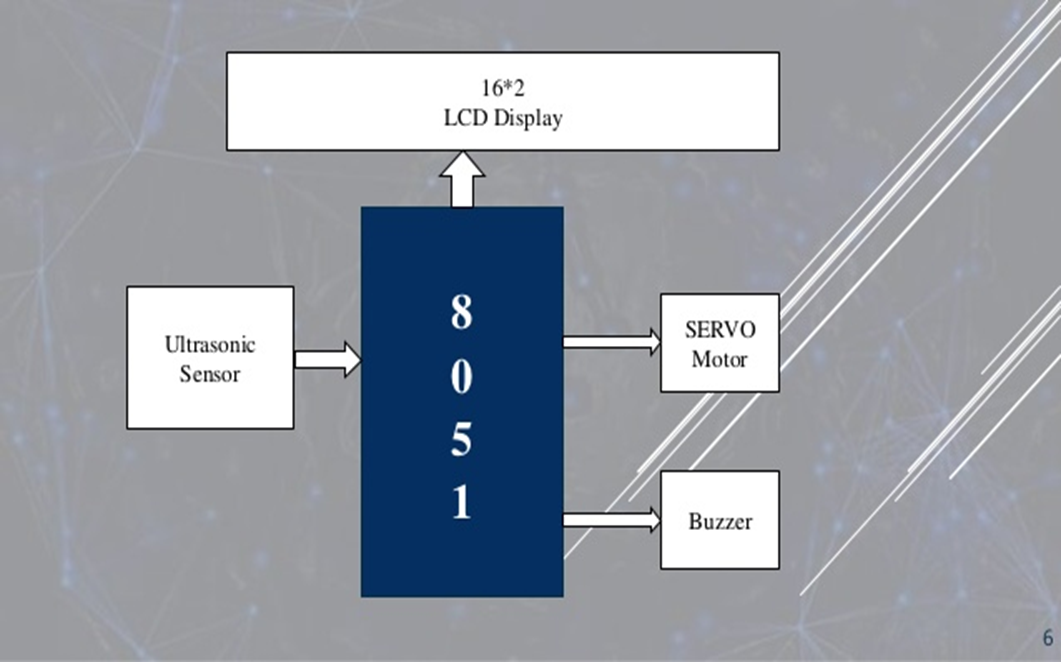 16*2
LCD Display
Ultrasonic
Sensor
8
0
5
1
SERVO
Motor
Buzzer
6